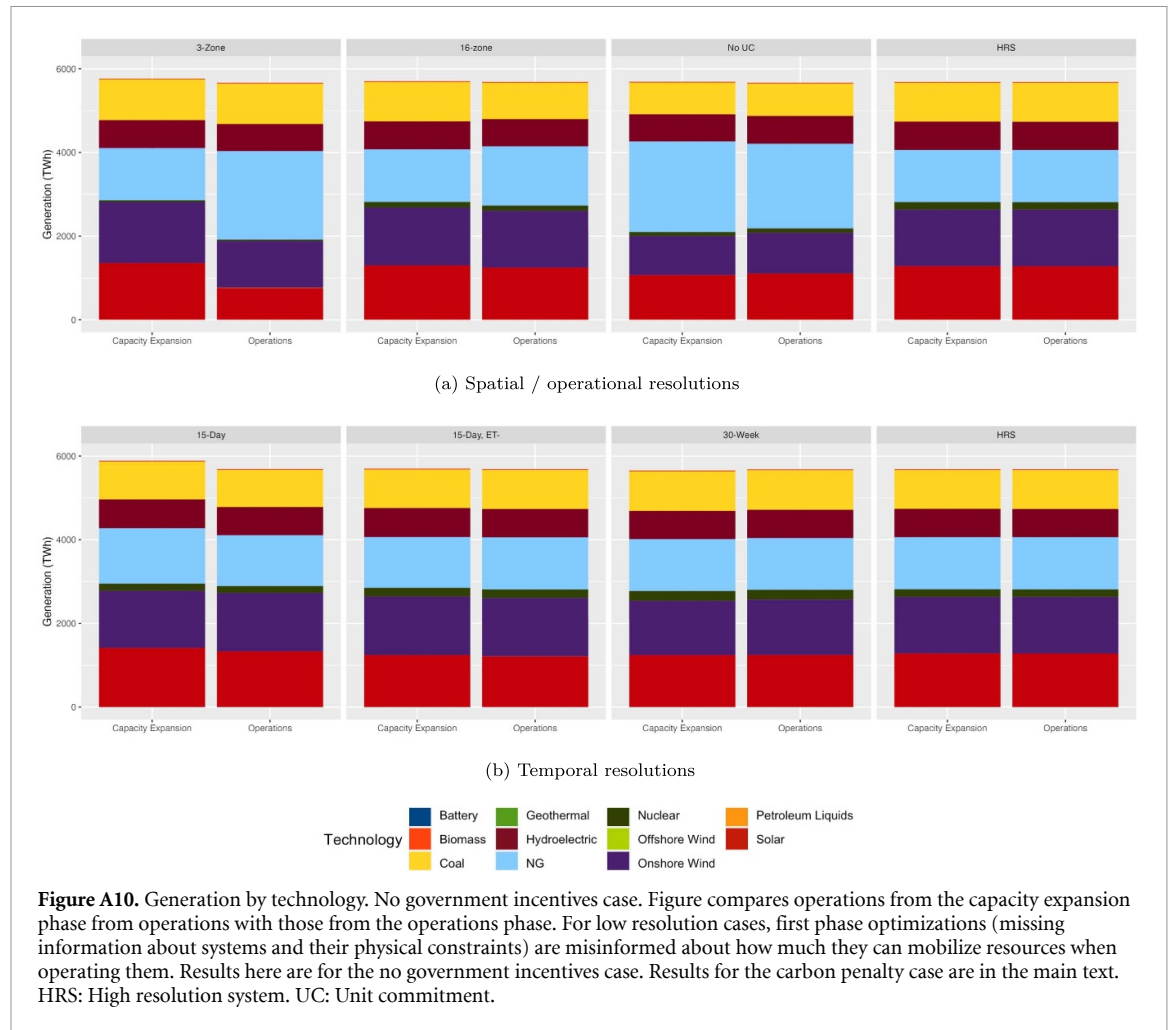 3-Zone 16-zone No UC HRS
6000
4000
2000
0
Generation (TWh)
Capacity Expansion Operations Capacity Expansion Operations Capacity Expansion Operations Capacity Expansion Operations
(a) Spatial / operational resolutions
15-Day 15-Day, ET- 30-Week HRS
6000
4000
2000
0
Generation (TWh)
Capacity Expansion Operations Capacity Expansion Operations Capacity Expansion Operations Capacity Expansion Operations
(b) Temporal resolutions
Technology
Battery Geothermal Nuclear Petroleum Liquids
Biomass Hydroelectric Offshore Wind Solar
Coal NG Onshore Wind
Figure A10. Generation by technology. No government incentives case. Figure compares operations from the capacity expansion
phase from operations with those from the operations phase. For low resolution cases, first phase optimizations (missing
information about systems and their physical constraints) are misinformed about how much they can mobilize resources when
operating them. Results here are for the no government incentives case. Results for the carbon penalty case are in the main text.
HRS: High resolution system. UC: Unit commitment.